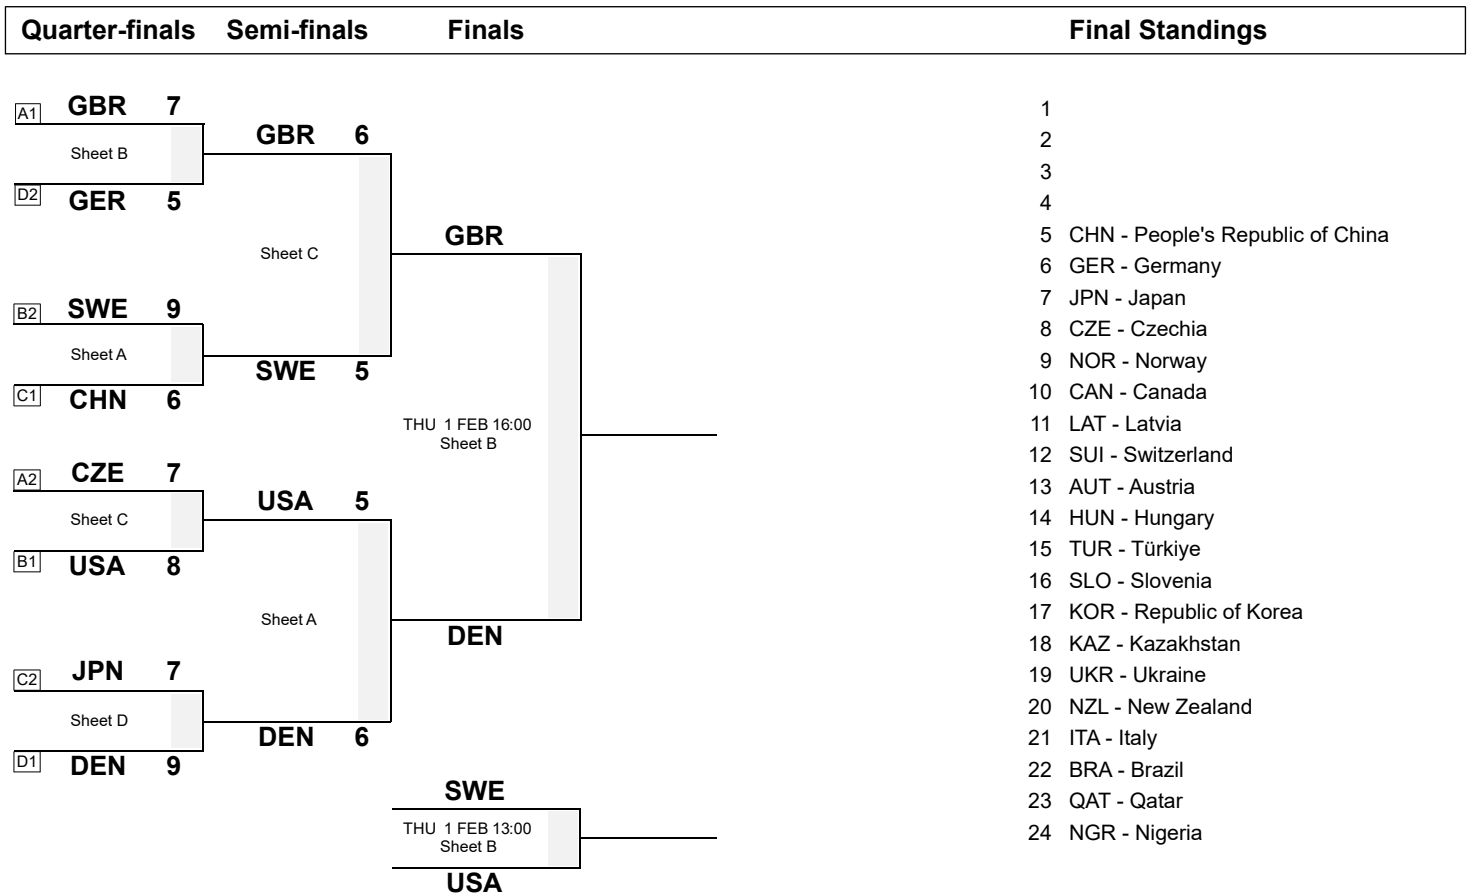 Quarter-finals Semi-finals Finals Final Standings
A1 GBR 7
Sheet B
D2 GER 5
B2 SWE 9
Sheet A
C1 CHN 6
A2 CZE 7
Sheet C
B1 USA 8
C2 JPN 7
Sheet D
D1 DEN 9
GBR 6
Sheet C
SWE 5
USA 5
Sheet A
DEN 6
GBR
THU 1 FEB 16:00
Sheet B
DEN
SWE
THU 1 FEB 13:00
Sheet B
USA
1
2
3
4
5 CHN - People's Republic of China
6 GER - Germany
7 JPN - Japan
8 CZE - Czechia
9 NOR - Norway
10 CAN - Canada
11 LAT - Latvia
12 SUI - Switzerland
13 AUT - Austria
14 HUN - Hungary
15 TUR - Türkiye
16 SLO - Slovenia
17 KOR - Republic of Korea
18 KAZ - Kazakhstan
19 UKR - Ukraine
20 NZL - New Zealand
21 ITA - Italy
22 BRA - Brazil
23 QAT - Qatar
24 NGR - Nigeria